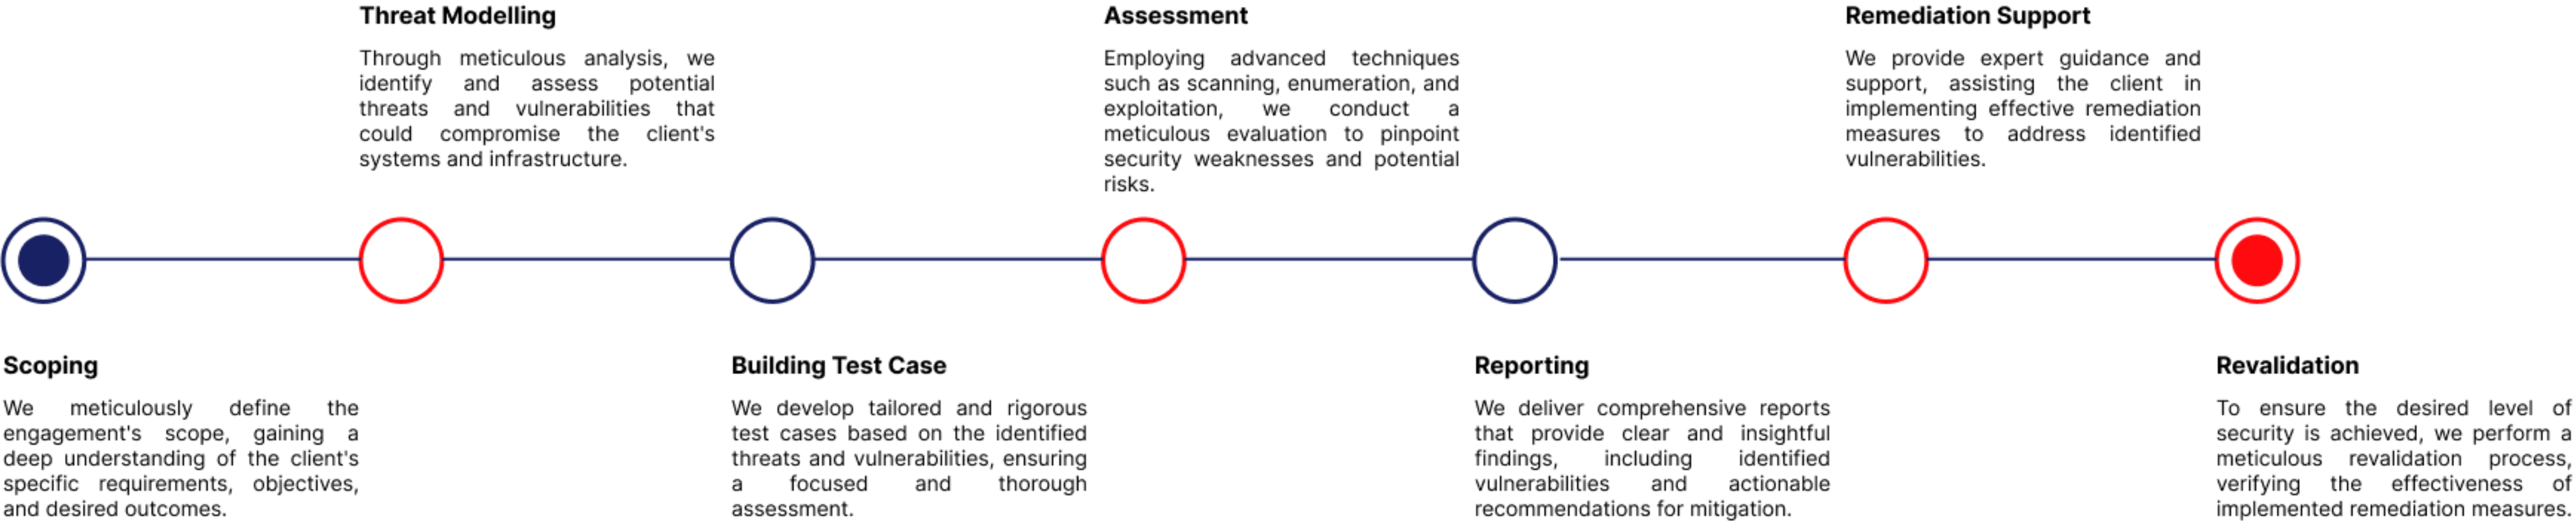 Threat Modelling
Through meticulous analysis, we
identify and assess potential
threats and vulnerabilities that
could compromise the client's
systems and infrastructure.
Assessment
Employing advanced techniques
such as scanning, enumeration, and
exploitation, we conduct a
meticulous evaluation to pinpoint
security weaknesses and potential
risks.
Remediation Support
We provide expert guidance and
support, assisting the client in
implementing effective remediation
measures to address identified
vulnerabilities.
Scoping
We meticulously define the
engagement's scope, gaining a
deep understanding of the client's
specific requirements, objectives,
and desired outcomes.
Building Test Case
We develop tailored and rigorous
test cases based on the identified
threats and vulnerabilities, ensuring
a focused and thorough
assessment.
Reporting
We deliver comprehensive reports
that provide clear and insightful
findings, including identified
vulnerabilities and actionable
recommendations for mitigation.
Revalidation
To ensure the desired level of
security is achieved, we perform a
meticulous revalidation process,
verifying the effectiveness of
implemented remediation measures.